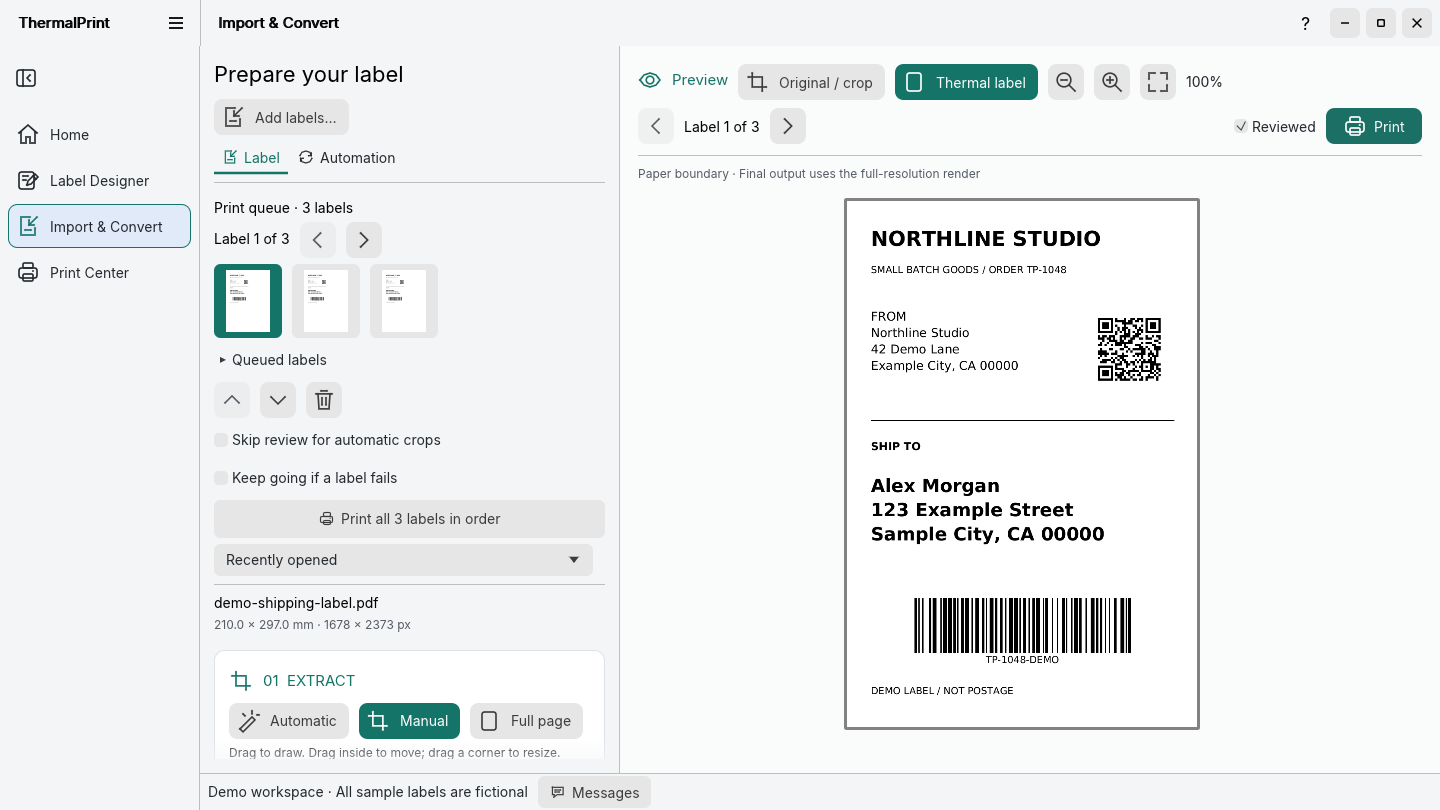 ThermalPrint
Import & Convert
?
Home
Label Designer
Import & Convert
Print Center
Prepare your label
Add labels...
Label
Automation
Print queue · 3 labels
Label 1 of 3
Queued labels
Skip review for automatic crops
Keep going if a label fails
Print all 3 labels in order
Recently opened
demo-shipping-label.pdf
210.0 × 297.0 mm · 1678 × 2373 px
01 EXTRACT
Automatic
Manual
Full page
Drag to draw. Drag inside to move; drag a corner to resize.
Preview
Original / crop
Thermal label
100%
Label 1 of 3
Reviewed
Print
Paper boundary · Final output uses the full-resolution render
NORTHLINE STUDIO
SMALL BATCH GOODS / ORDER TP-1048
FROM
Northline Studio
42 Demo Lane
Example City, CA 00000
SHIP TO
Alex Morgan
123 Example Street
Sample City, CA 00000
TP-1048-DEMO
DEMO LABEL / NOT POSTAGE
Demo workspace · All sample labels are fictional
Messages